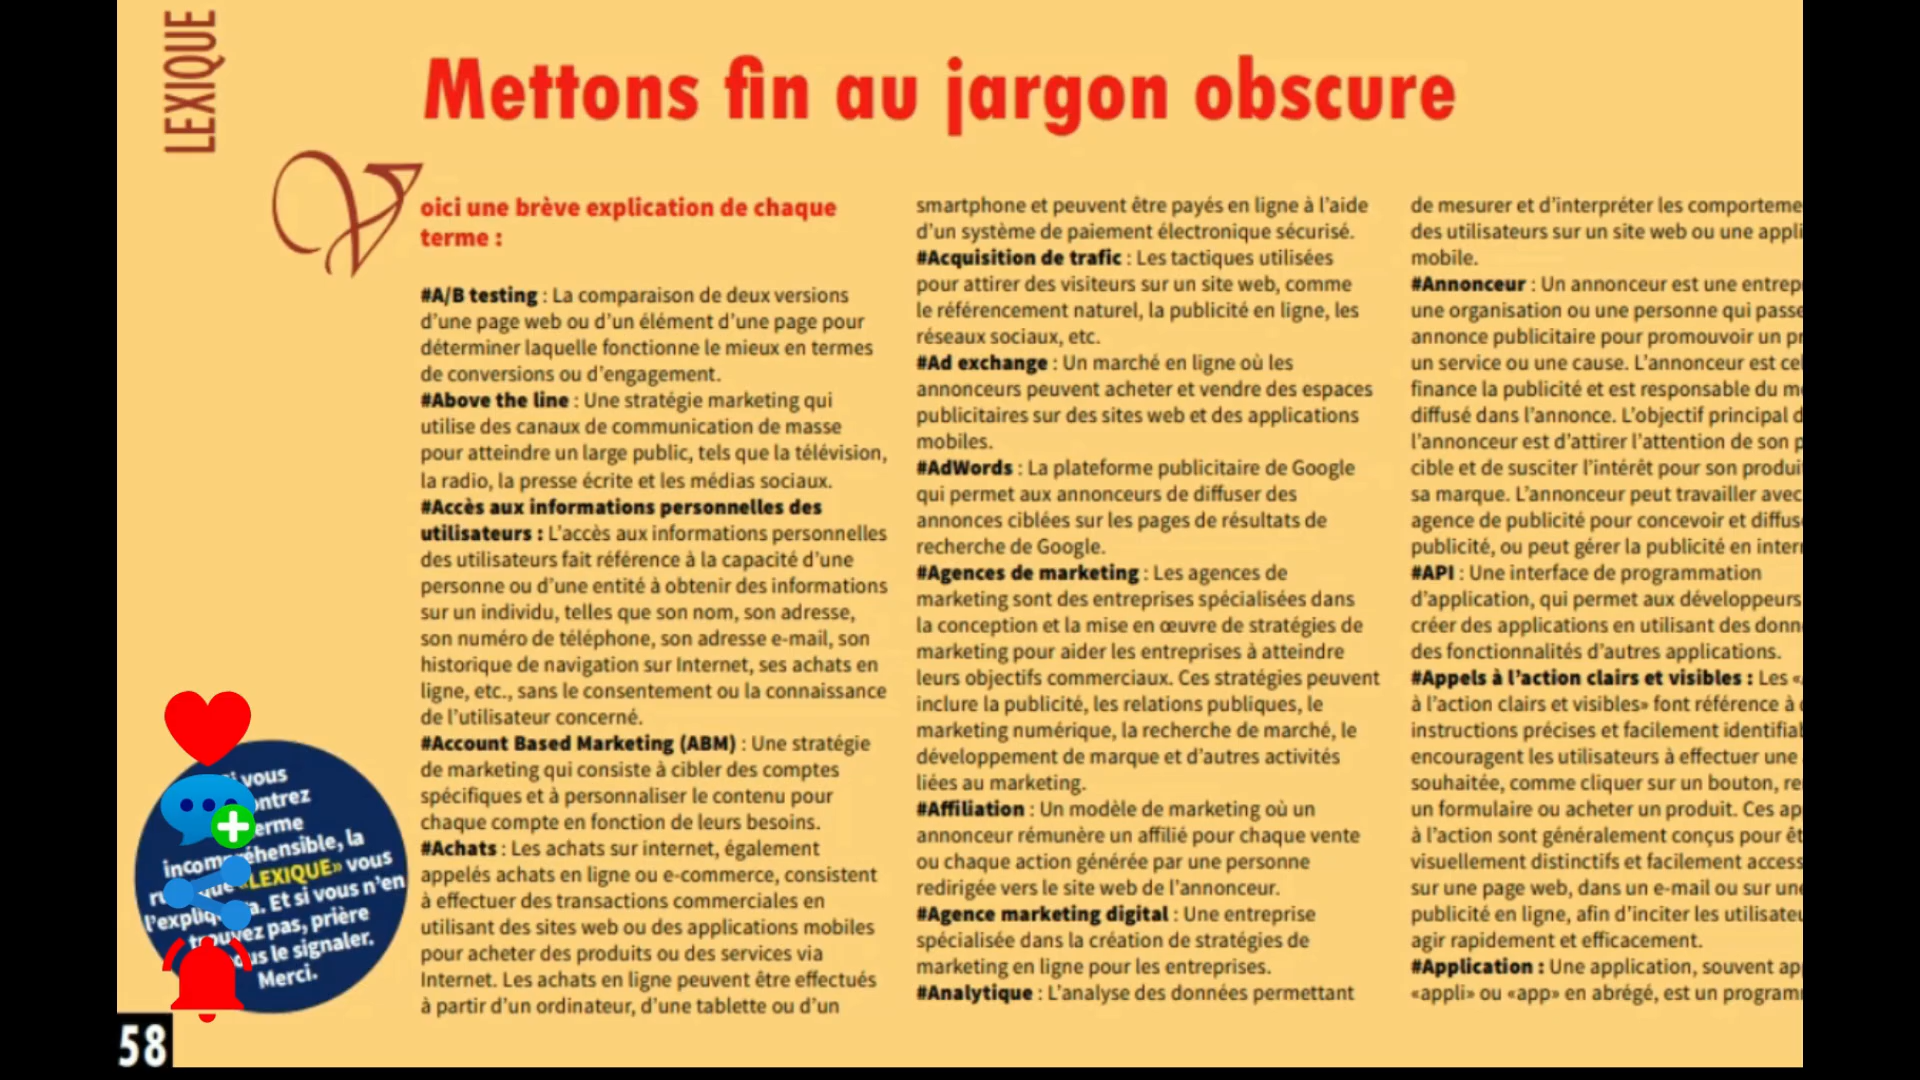 LEXIQUE
Mettons fin au jargon obscure
Voici une brève explication de chaque
terme :
#A/B testing : La comparaison de deux versions
d’une page web ou d’un élément d’une page pour
déterminer laquelle fonctionne le mieux en termes
de conversions ou d’engagement.
#Above the line : Une stratégie marketing qui
utilise des canaux de communication de masse
pour atteindre un large public, tels que la télévision,
la radio, la presse écrite et les médias sociaux.
#Accès aux informations personnelles des
utilisateurs : L’accès aux informations personnelles
des utilisateurs fait référence à la capacité d’une
personne ou d’une entité à obtenir des informations
sur un individu, telles que son nom, son adresse,
son numéro de téléphone, son adresse e-mail, son
historique de navigation sur Internet, ses achats en
ligne, etc., sans le consentement ou la connaissance
de l’utilisateur concerné.
#Account Based Marketing (ABM) : Une stratégie
de marketing qui consiste à cibler des comptes
spécifiques et à personnaliser le contenu pour
chaque compte en fonction de leurs besoins.
#Achats : Les achats sur internet, également
appelés achats en ligne ou e-commerce, consistent
à effectuer des transactions commerciales en
utilisant des sites web ou des applications mobiles
pour acheter des produits ou des services via
Internet. Les achats en ligne peuvent être effectués
à partir d’un ordinateur, d’une tablette ou d’un
smartphone et peuvent être payés en ligne à l’aide
d’un système de paiement électronique sécurisé.
#Acquisition de trafic : Les tactiques utilisées
pour attirer des visiteurs sur un site web, comme
le référencement naturel, la publicité en ligne, les
réseaux sociaux, etc.
#Ad exchange : Un marché en ligne où les
annonceurs peuvent acheter et vendre des espaces
publicitaires sur des sites web et des applications
mobiles.
#AdWords : La plateforme publicitaire de Google
qui permet aux annonceurs de diffuser des
annonces ciblées sur les pages de résultats de
recherche de Google.
#Agences de marketing : Les agences de
marketing sont des entreprises spécialisées dans
la conception et la mise en œuvre de stratégies de
marketing pour aider les entreprises à atteindre
leurs objectifs commerciaux. Ces stratégies peuvent
inclure la publicité, les relations publiques, le
marketing numérique, la recherche de marché, le
développement de marque et d’autres activités
liées au marketing.
#Affiliation : Un modèle de marketing où un
annonceur rémunère un affilié pour chaque vente
ou chaque action générée par une personne
redirigée vers le site web de l’annonceur.
#Agence marketing digital : Une entreprise
spécialisée dans la création de stratégies de
marketing en ligne pour les entreprises.
#Analytique : L’analyse des données permettant
de mesurer et d’interpréter les comporteme
des utilisateurs sur un site web ou une appli
mobile.
#Annonceur : Un annonceur est une entrep
une organisation ou une personne qui passe
annonce publicitaire pour promouvoir un pr
un service ou une cause. L’annonceur est cel
finance la publicité et est responsable du m
diffusé dans l’annonce. L’objectif principal d
l’annonceur est d’attirer l’attention de son p
cible et de susciter l’intérêt pour son produi
sa marque. L’annonceur peut travailler avec
agence de publicité pour concevoir et diffus
publicité, ou peut gérer la publicité en inter
#API : Une interface de programmation
d’application, qui permet aux développeurs
créer des applications en utilisant des donn
des fonctionnalités d’autres applications.
#Appels à l’action clairs et visibles : Les «
à l’action clairs et visibles» font référence à
instructions précises et facilement identifia
encouragent les utilisateurs à effectuer une
souhaitée, comme cliquer sur un bouton, re
un formulaire ou acheter un produit. Ces ap
à l’action sont généralement conçus pour êt
visuellement distinctifs et facilement access
sur une page web, dans un e-mail ou sur une
publicité en ligne, afin d’inciter les utilisateu
agir rapidement et efficacement.
#Application : Une application, souvent ap
«appli» ou «app» en abrégé, est un program
vous
incompréhensible, la
«LEXIQUE» vous
l’expliquera. Et si vous n’en
trouvez pas, prière
le signaler.
Merci.
58